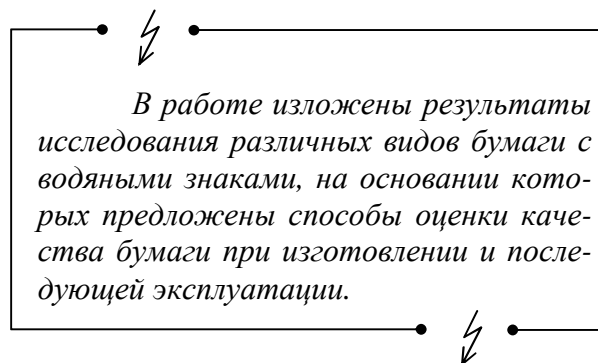 В работе изложены результаты
исследования различных видов бумаги с
водяными знаками, на основании кото-
рых предложены способы оценки каче-
ства бумаги при изготовлении и после-
дующей эксплуатации.